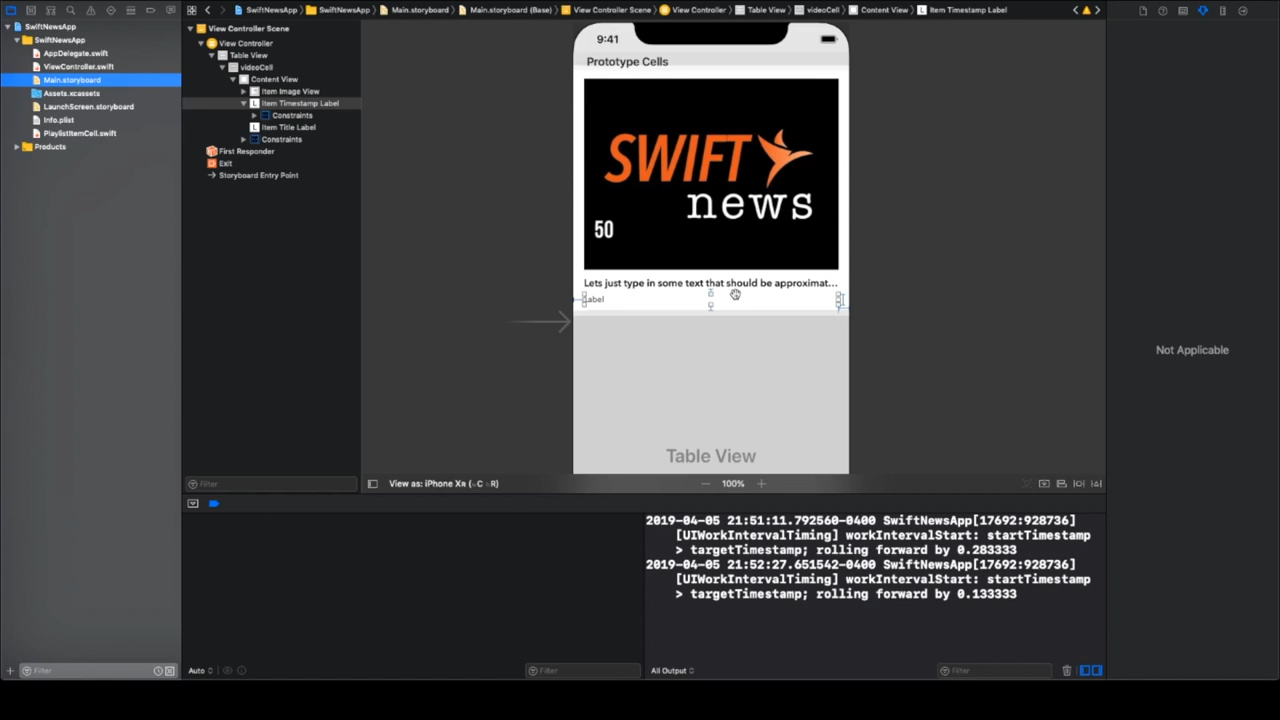 SwiftNewsApp
SwiftNewsApp
AppDelegate.swift
ViewController.swift
Main.storyboard
Assets.xcassets
LaunchScreen.storyboard
Info.plist
PlaylistItemCell.swift
Products
Filter
SwiftNewsApp
SwiftNewsApp
Main.storyboard
Main.storyboard (Base)
View Controller Scene
View Controller
Table View
videoCell
Content View
L Item Timestamp Label
View Controller Scene
View Controller
Table View
videoCell
Content View
Item Image View
L Item Timestamp Label
Constraints
L Item Title Label
Constraints
First Responder
Exit
Storyboard Entry Point
Filter
9:41
Prototype Cells
SWIFT
news
50
Lets just type in some text that should be approximat...
Label
Table View
View as: iPhone XR (wC hR)
100%
Not Applicable
2019-04-05 21:51:11.792560-0400 SwiftNewsApp[17692:928736]
[UIWorkIntervalTiming] workIntervalStart: startTimestamp
> targetTimestamp; rolling forward by 0.283333
2019-04-05 21:52:27.651542-0400 SwiftNewsApp[17692:928736]
[UIWorkIntervalTiming] workIntervalStart: startTimestamp
> targetTimestamp; rolling forward by 0.133333
Auto
Filter
All Output
Filter